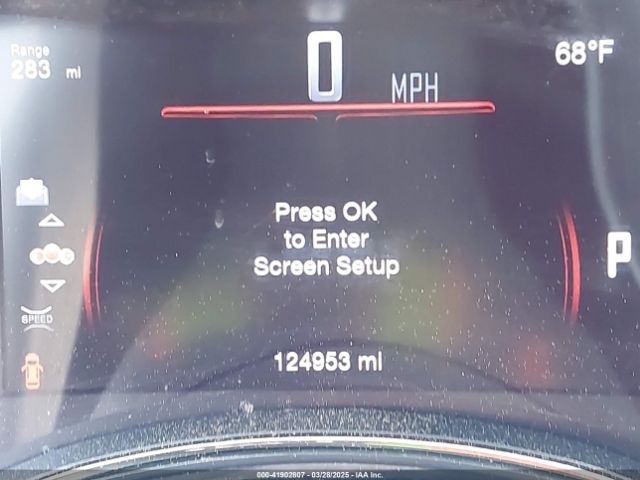 Range
283 mi
0
MPH
68°F
Press OK
to Enter
Screen Setup
P
SPEED
124953 mi
000-41902607 - 03/28/2025 - IAA Inc.